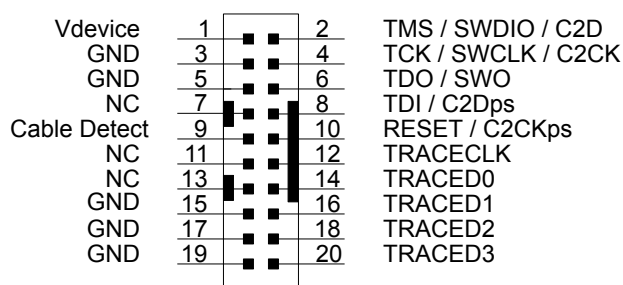 Vdevice 1 2 TMS / SWDIO / C2D
GND 3 4 TCK / SWCLK / C2CK
GND 5 6 TDO / SWO
NC 7 8 TDI / C2Dps
Cable Detect 9 10 RESET / C2CKps
NC 11 12 TRACECLK
NC 13 14 TRACED0
GND 15 16 TRACED1
GND 17 18 TRACED2
GND 19 20 TRACED3